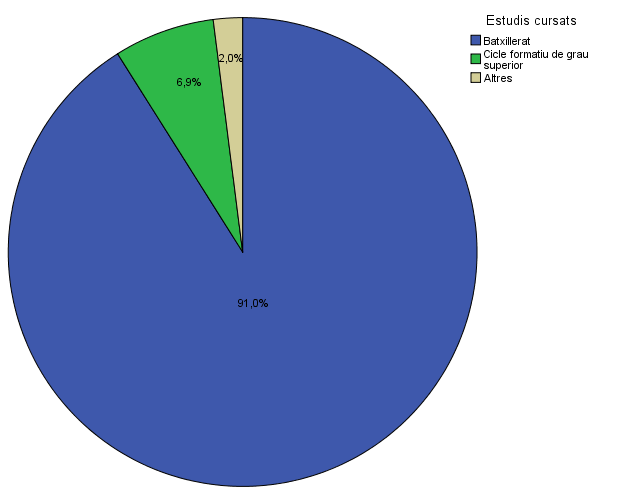 Estudis cursats
Batxillerat
Cicle formatiu de grau
superior
Altres
2,0%
6,9%
91,0%